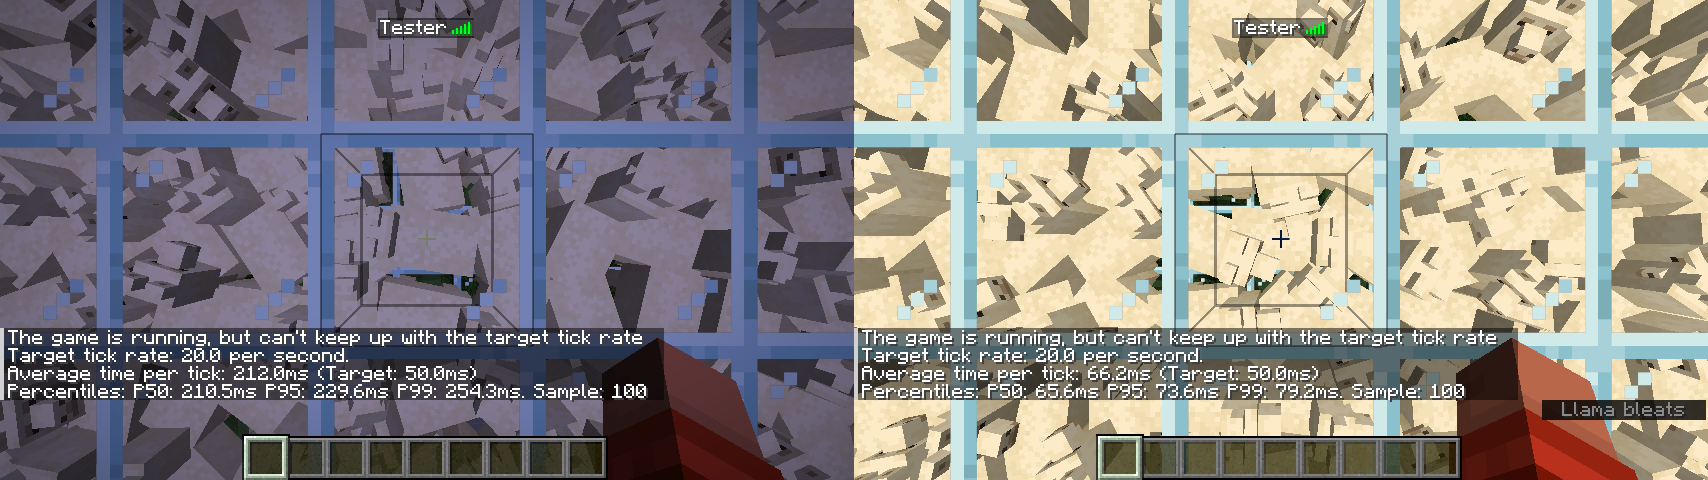 Tester
The game is running, but can't keep up with the target tick rate
Target tick rate: 20.0 per second.
Average time per tick: 212.0ms (Target: 50.0ms)
Percentiles: P50: 210.5ms P95: 229.6ms P99: 254.3ms. Sample: 100
Tester
The game is running, but can't keep up with the target tick rate
Target tick rate: 20.0 per second.
Average time per tick: 66.2ms (Target: 50.0ms)
Percentiles: P50: 65.6ms P95: 73.6ms P99: 79.2ms. Sample: 100
Llama bleats